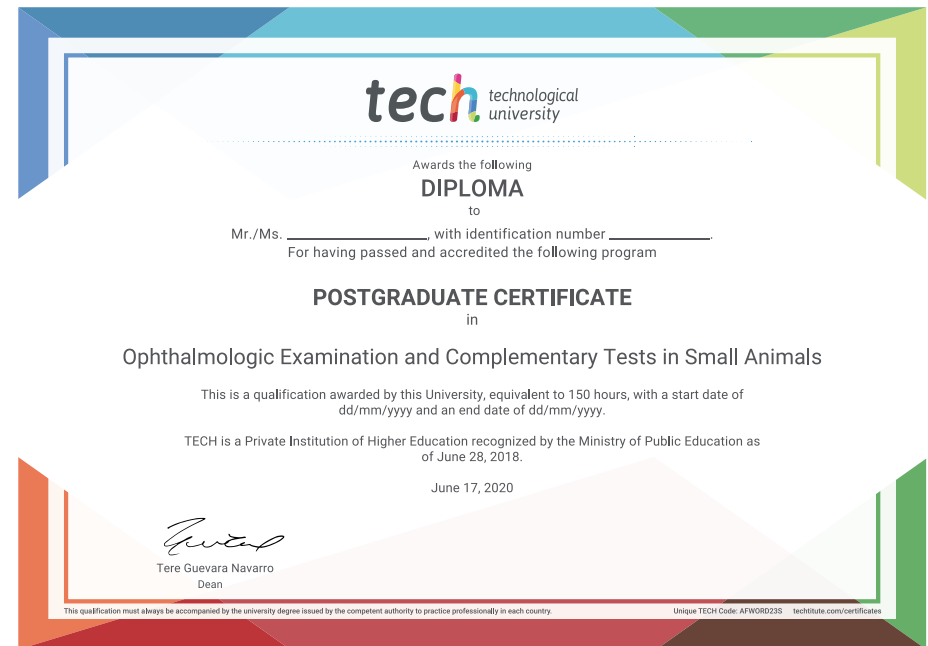 tech technological
university
Awards the following
DIPLOMA
to
Mr./Ms. ____________________, with identification number ______________.
For having passed and accredited the following program
POSTGRADUATE CERTIFICATE
in
Ophthalmologic Examination and Complementary Tests in Small Animals
This is a qualification awarded by this University, equivalent to 150 hours, with a start date of
dd/mm/yyyy and an end date of dd/mm/yyyy.
TECH is a Private Institution of Higher Education recognized by the Ministry of Public Education as
of June 28, 2018.
June 17, 2020
Tere Guevara Navarro
Dean
This qualification must always be accompanied by the university degree issued by the competent authority to practice professionally in each country.
Unique TECH Code: AFWORD23S techtitute.com/certificates